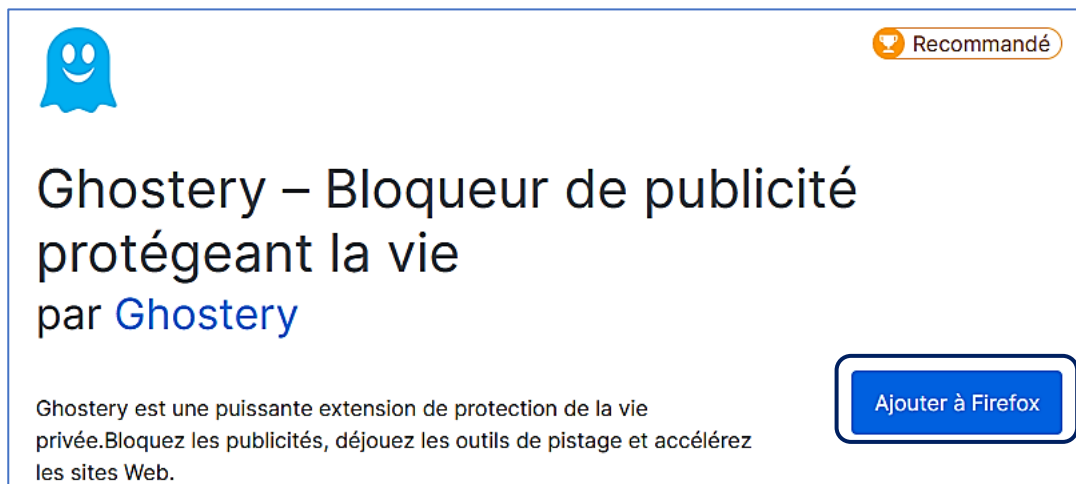 Recommandé
Ghostery – Bloqueur de publicité
protégeant la vie
par Ghostery
Ghostery est une puissante extension de protection de la vie
privée.Bloquez les publicités, déjouez les outils de pistage et accélérez
les sites Web.
Ajouter à Firefox